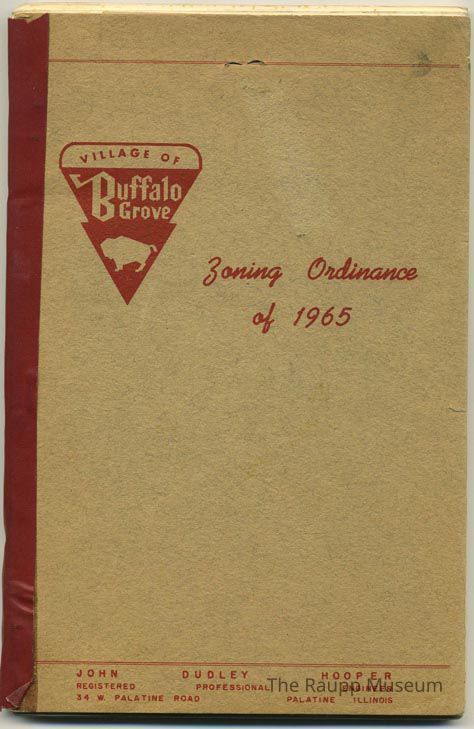 VILLAGE OF
Buffalo
Grove
Zoning Ordinance
of 1965
JOHN DUDLEY HOOPER
REGISTERED PROFESSIONAL ENGINEER
34 W. PALATINE ROAD PALATINE ILLINOIS
The Raupp Museum